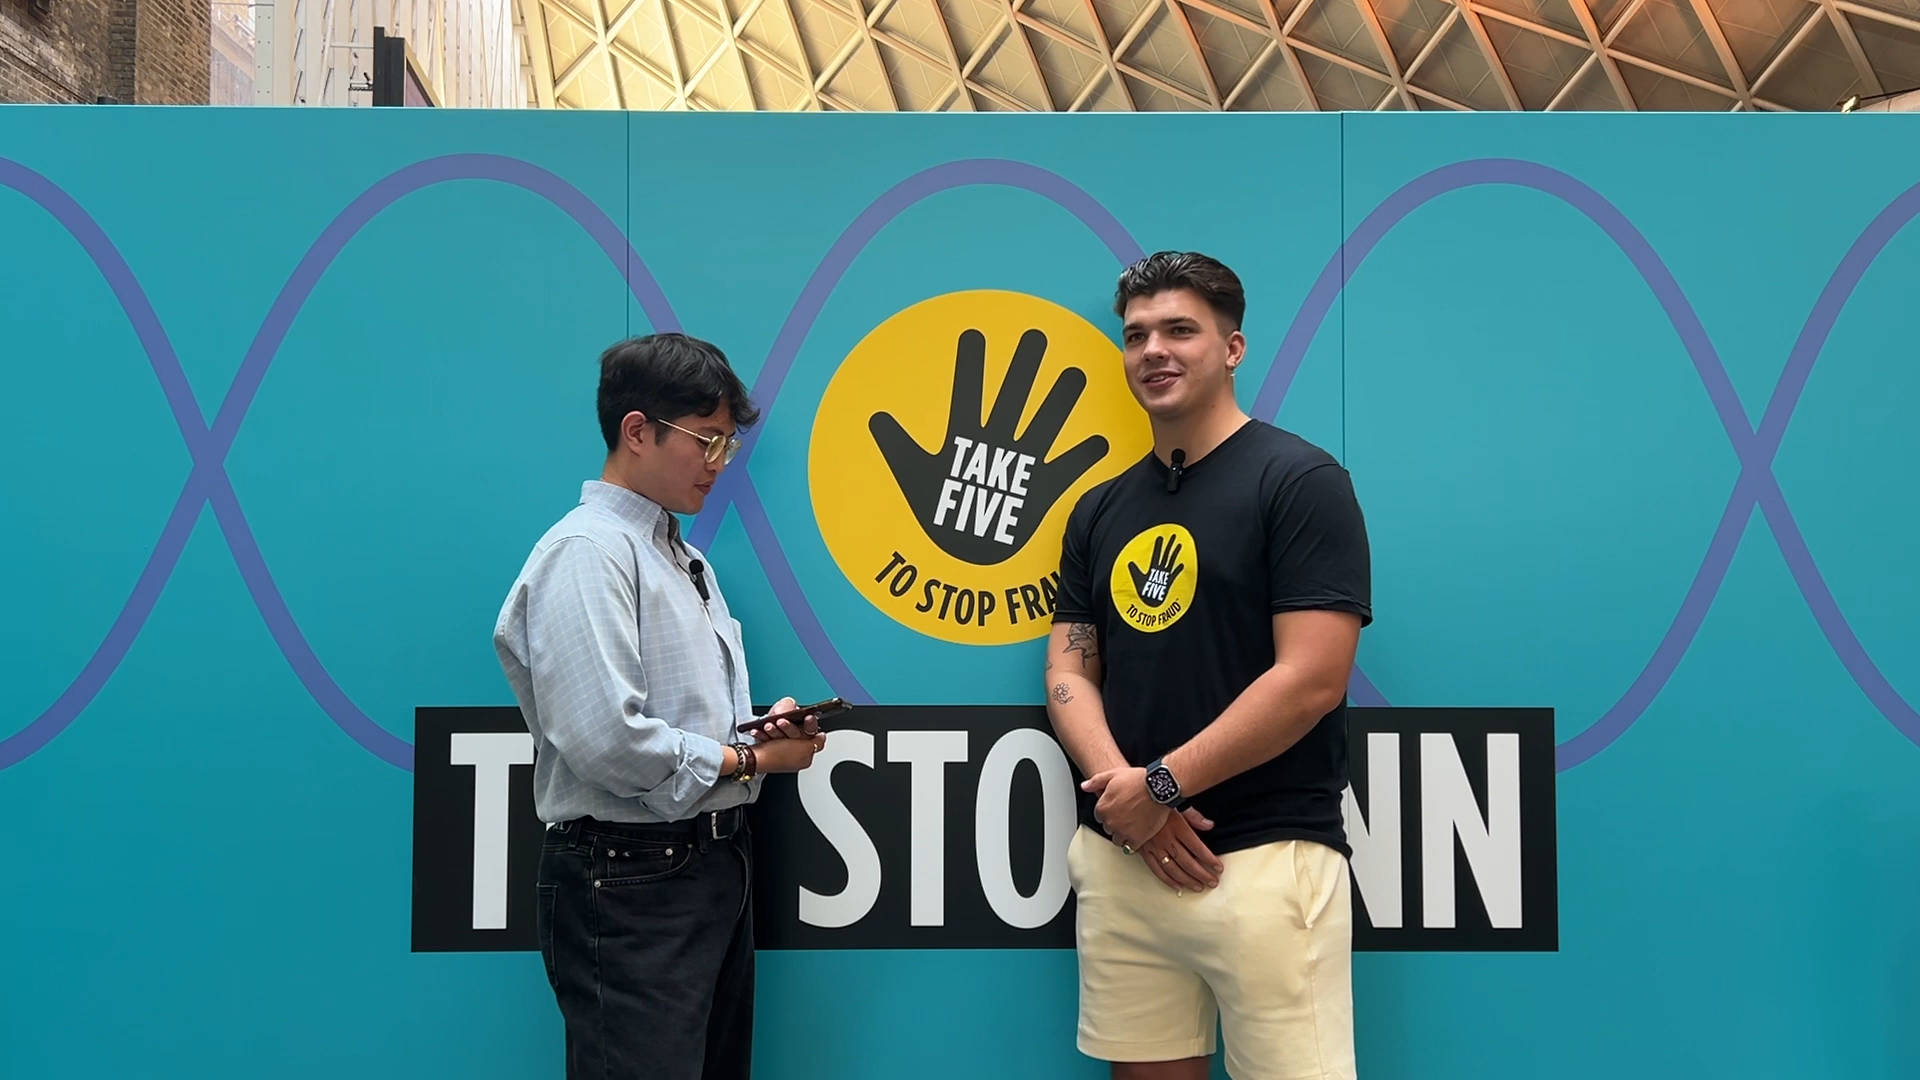 TAKE
FIVE
TO STOP FRA
TAKE
FIVE
TO STOP FRAUD
T STO NN